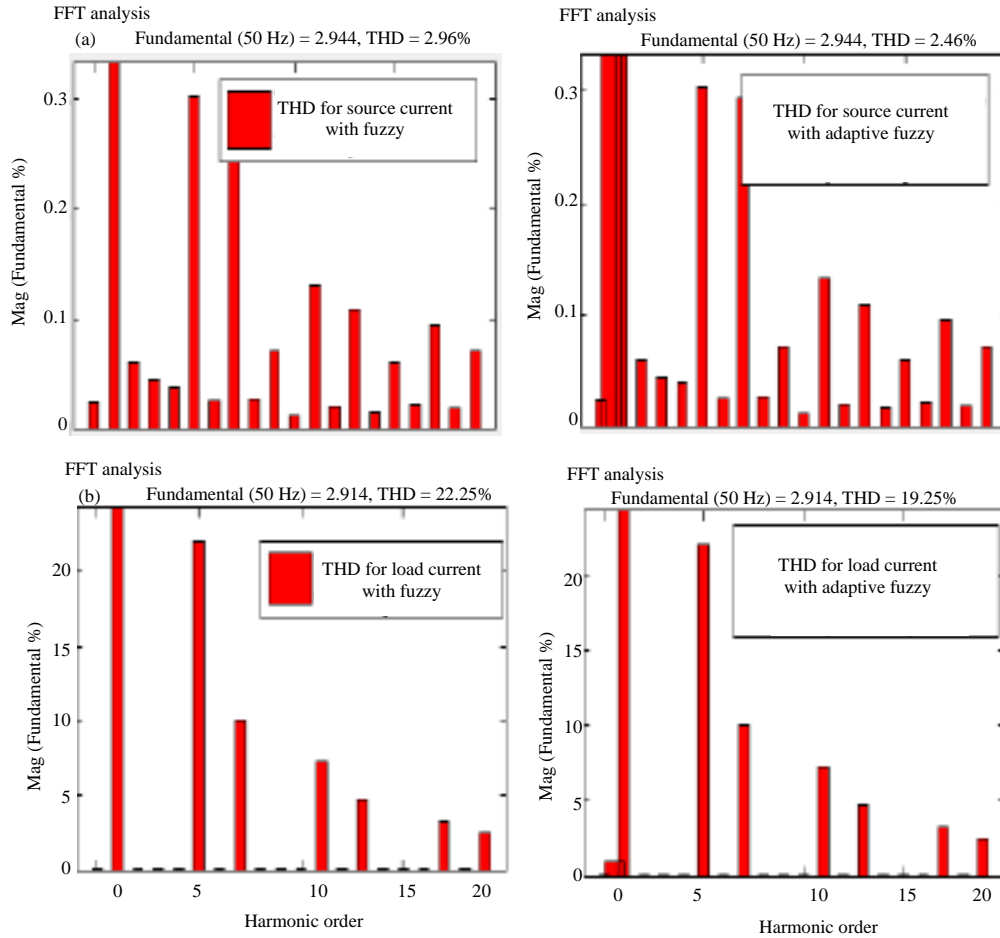 FFT analysis
(a) Fundamental (50 Hz) = 2.944, THD = 2.96%
THD for source current
with fuzzy
Mag (Fundamental %)
0.3
0.2
0.1
0
FFT analysis
Fundamental (50 Hz) = 2.944, THD = 2.46%
THD for source current
with adaptive fuzzy
Mag (Fundamental %)
0.3
0.2
0.1
0
FFT analysis
(b) Fundamental (50 Hz) = 2.914, THD = 22.25%
THD for load current
with fuzzy
Mag (Fundamental %)
20
15
10
5
0
0 5 10 15 20
Harmonic order
FFT analysis
Fundamental (50 Hz) = 2.914, THD = 19.25%
THD for load current
with adaptive fuzzy
Mag (Fundamental %)
20
15
10
5
0
0 5 10 15 20
Harmonic order